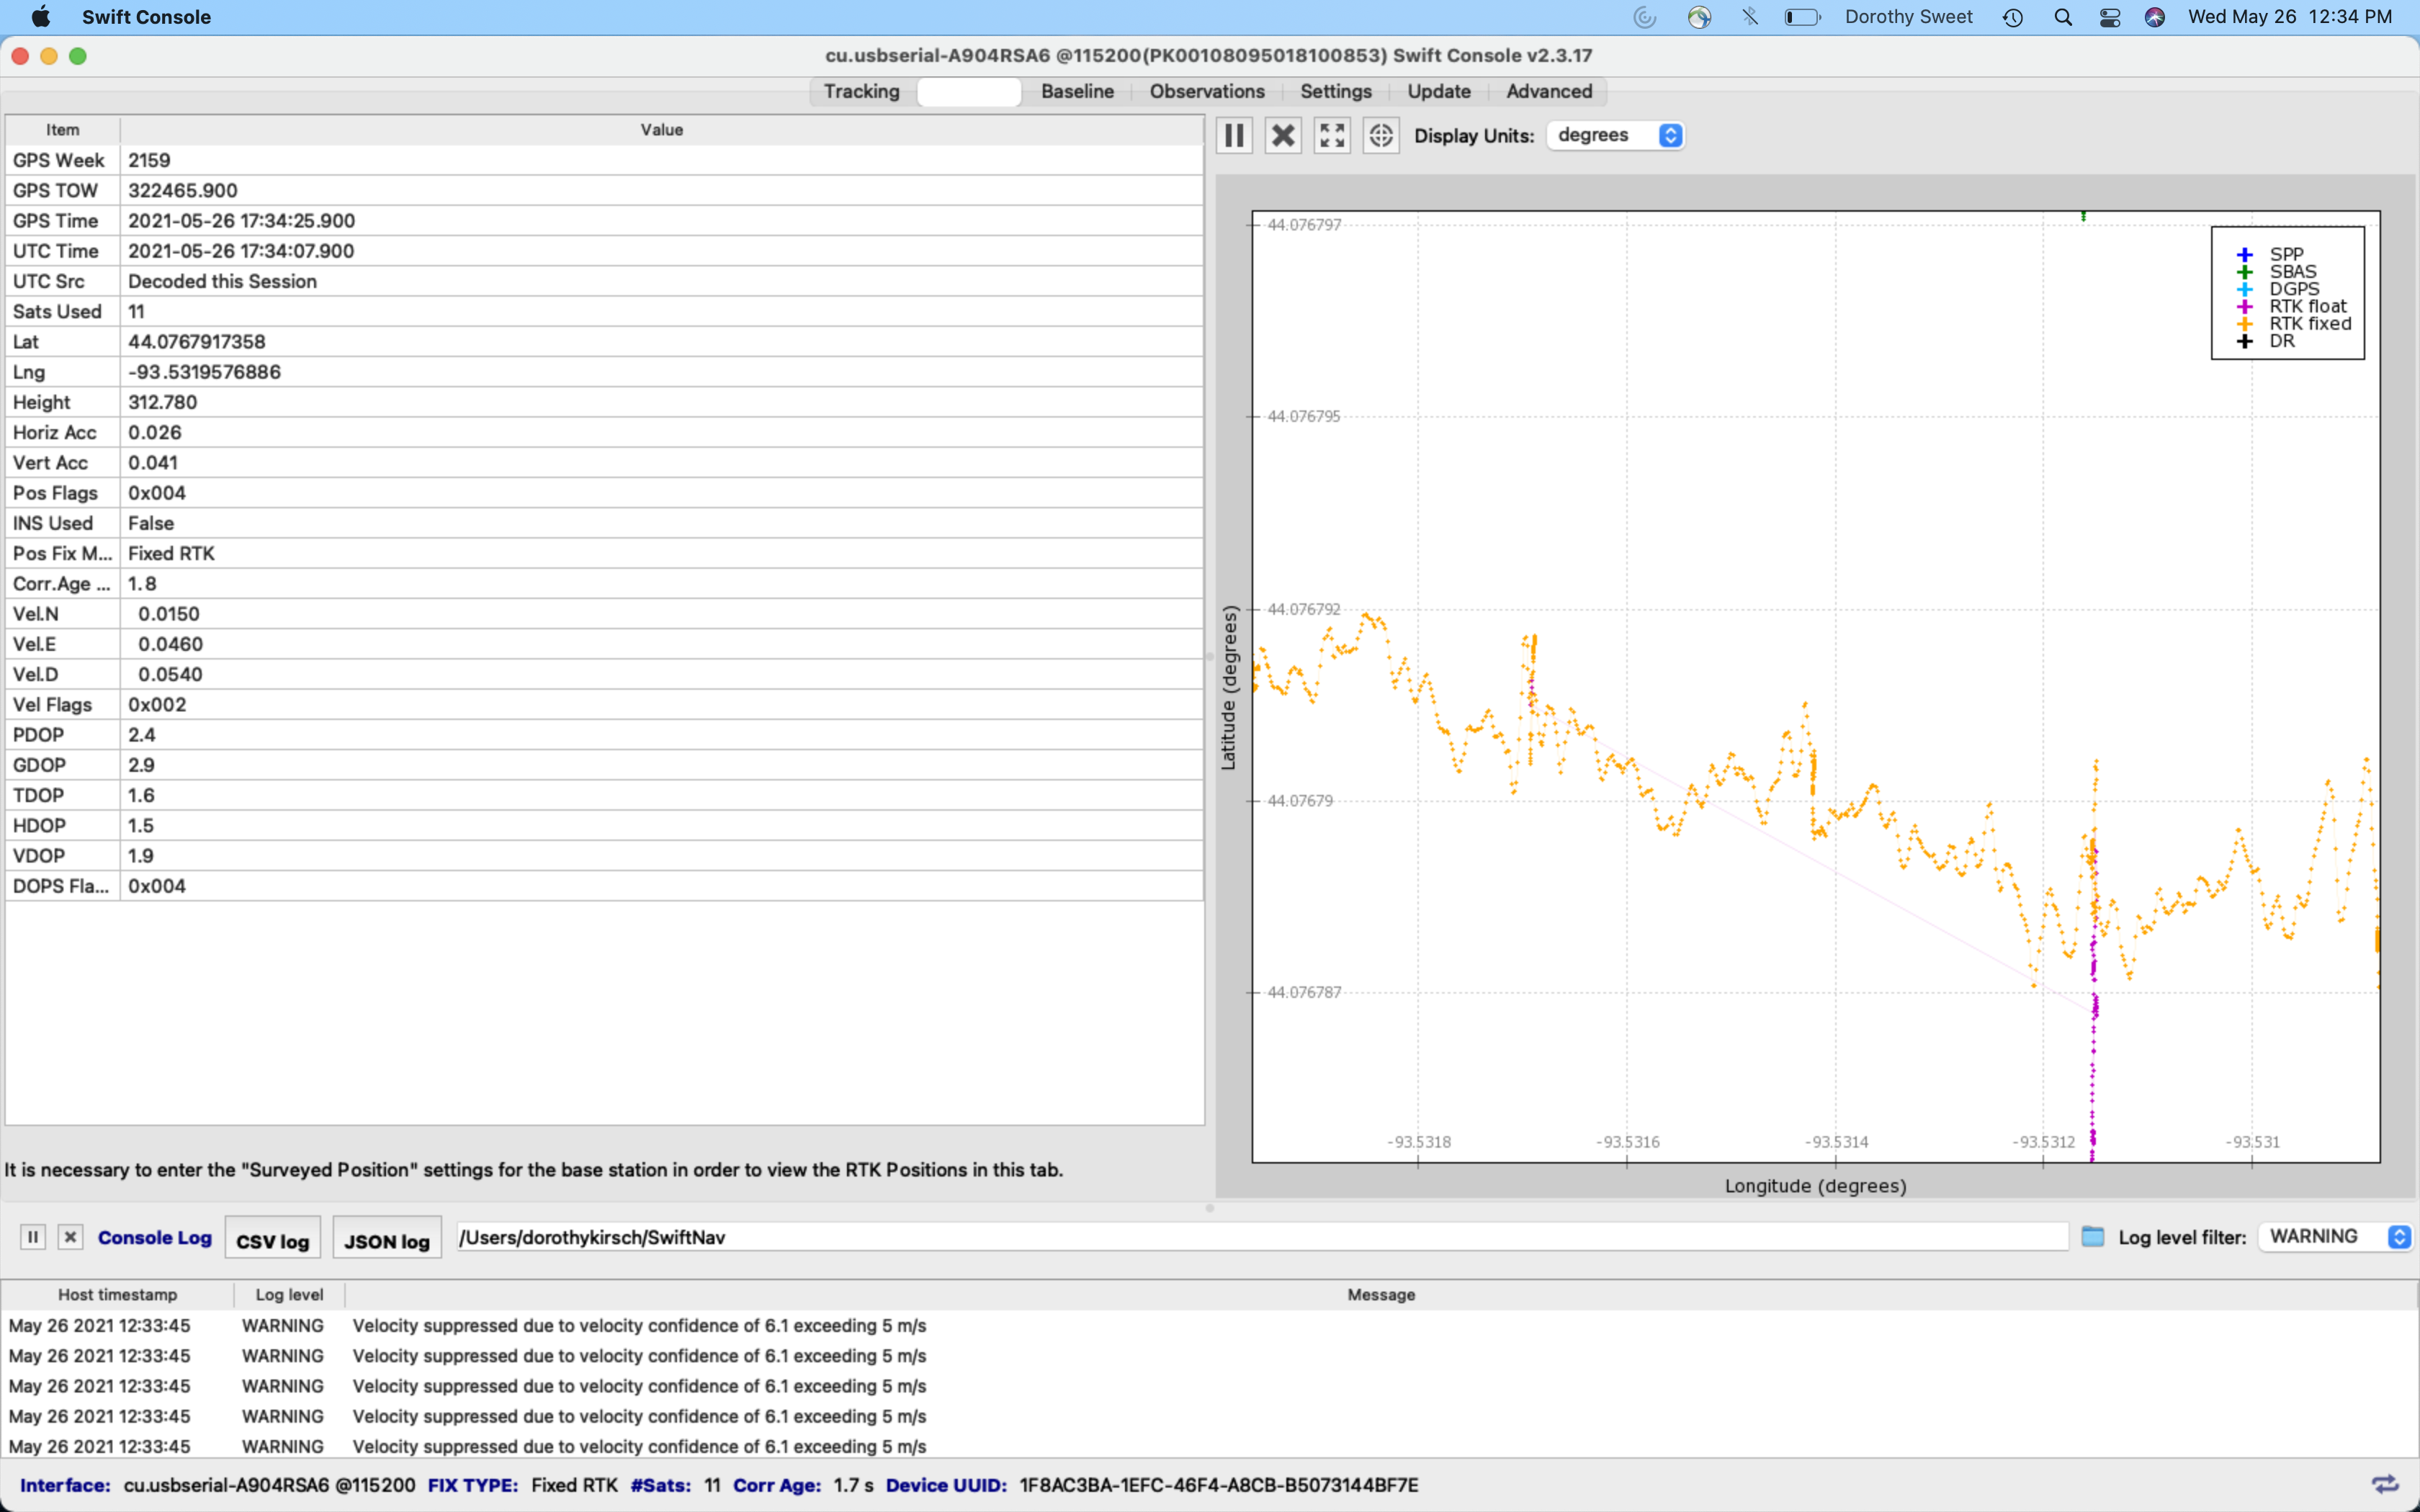 Swift Console
Dorothy Sweet
Wed May 26 12:34 PM
cu.usbserial-A904RSA6 @115200(PK00108095018100853) Swift Console v2.3.17
Tracking Baseline Observations Settings Update Advanced
Item Value
GPS Week 2159
GPS TOW 322465.900
GPS Time 2021-05-26 17:34:25.900
UTC Time 2021-05-26 17:34:07.900
UTC Src Decoded this Session
Sats Used 11
Lat 44.0767917358
Lng -93.5319576886
Height 312.780
Horiz Acc 0.026
Vert Acc 0.041
Pos Flags 0x004
INS Used False
Pos Fix M... Fixed RTK
Corr.Age ... 1.8
Vel.N 0.0150
Vel.E 0.0460
Vel.D 0.0540
Vel Flags 0x002
PDOP 2.4
GDOP 2.9
TDOP 1.6
HDOP 1.5
VDOP 1.9
DOPS Fla... 0x004
It is necessary to enter the "Surveyed Position" settings for the base station in order to view the RTK Positions in this tab.
Display Units: degrees
44.076797
44.076795
44.076792
44.07679
44.076787
Latitude (degrees)
SPP
SBAS
DGPS
RTK float
RTK fixed
DR
-93.5318 -93.5316 -93.5314 -93.5312 -93.531
Longitude (degrees)
Console Log CSV log JSON log /Users/dorothykirsch/SwiftNav Log level filter: WARNING
Host timestamp Log level Message
May 26 2021 12:33:45 WARNING Velocity suppressed due to velocity confidence of 6.1 exceeding 5 m/s
May 26 2021 12:33:45 WARNING Velocity suppressed due to velocity confidence of 6.1 exceeding 5 m/s
May 26 2021 12:33:45 WARNING Velocity suppressed due to velocity confidence of 6.1 exceeding 5 m/s
May 26 2021 12:33:45 WARNING Velocity suppressed due to velocity confidence of 6.1 exceeding 5 m/s
May 26 2021 12:33:45 WARNING Velocity suppressed due to velocity confidence of 6.1 exceeding 5 m/s
Interface: cu.usbserial-A904RSA6 @115200 FIX TYPE: Fixed RTK #Sats: 11 Corr Age: 1.7 s Device UUID: 1F8AC3BA-1EFC-46F4-A8CB-B5073144BF7E